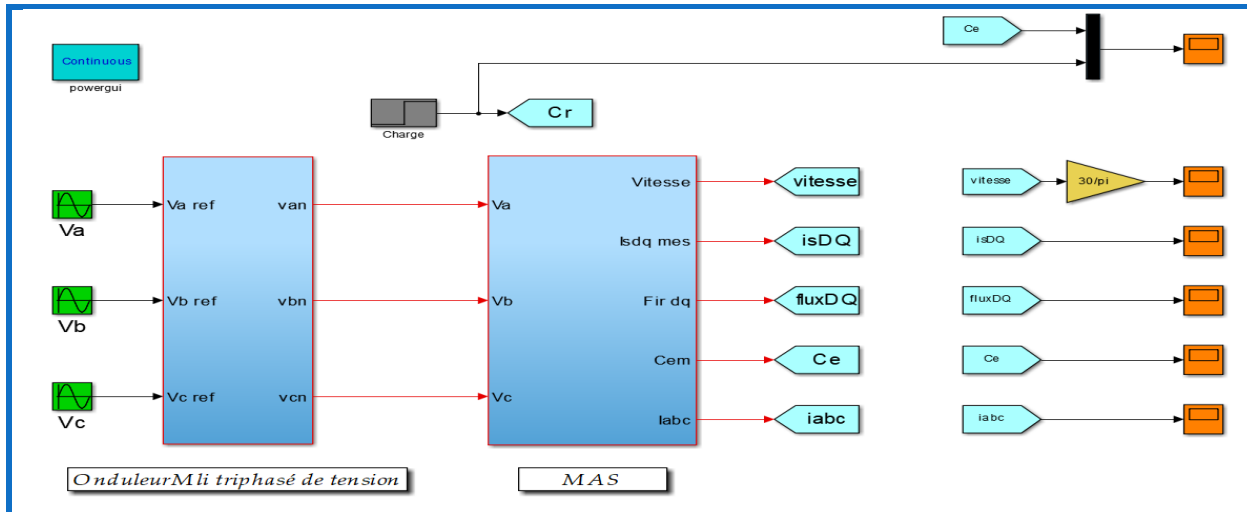 Continuous
powergui
Ce
Charge
Cr
Va
Vb
Vc
Va ref
Vb ref
Vc ref
van
vbn
vcn
OnduleurMli triphasé de tension
Va
Vb
Vc
Vitesse
Isdq mes
Fir dq
Cem
Iabc
MAS
vitesse
isDQ
fluxDQ
Ce
iabc
vitesse
30/pi
isDQ
fluxDQ
Ce
iabc